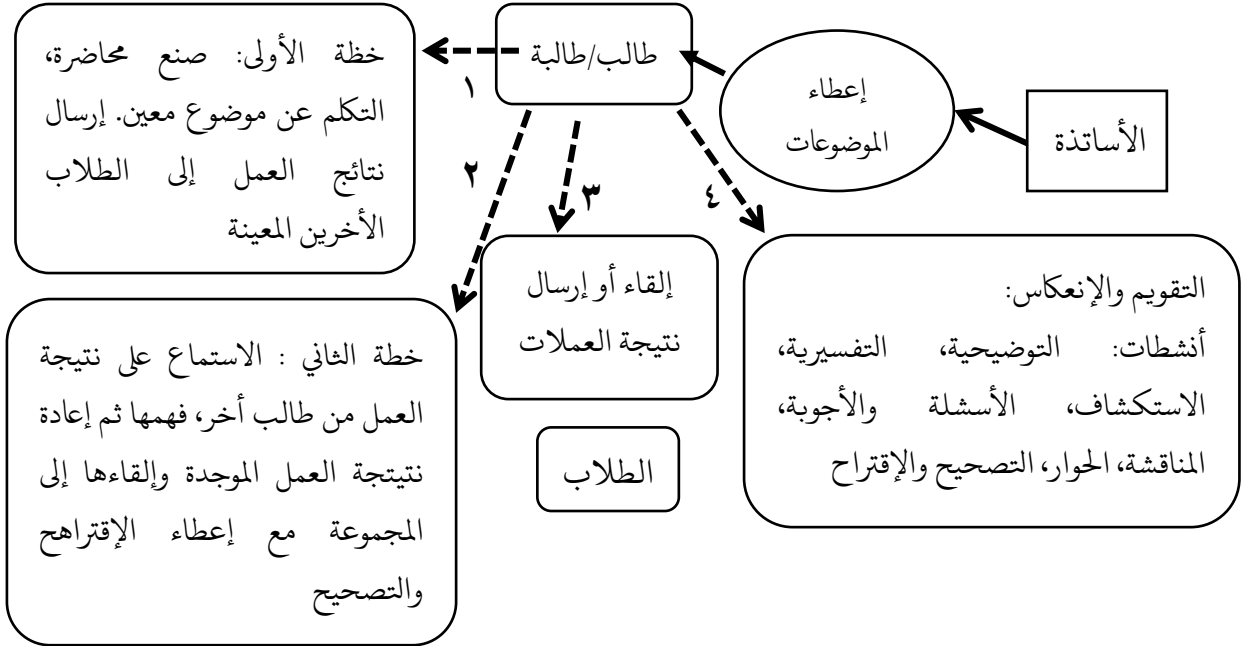 الأساتذة
إعطاء
الموضوعات
طالب/طالبة
١
خظة الأولى: صنع محاضرة،
التكلم عن موضوع معين. إرسال
نتائج العمل إلى الطلاب
الأخرين المعينة
٢
خطة الثاني : الاستماع على نتيجة
العمل من طالب أخر، فهمها ثم إعادة
نتيتجة العمل الموجدة وإلقاءها إلى
المجموعة مع إعطاء الإقتراهح
والتصحيح
٣
إلقاء أو إرسال
نتيجة العملات
٤
التقويم والإنعكاس:
أنشطات: التوضيحية، التفسيرية،
الاستكشاف، الأسشلة والأجوبة،
المناقشة، الحوار، التصحيح والإقتراح
الطلاب